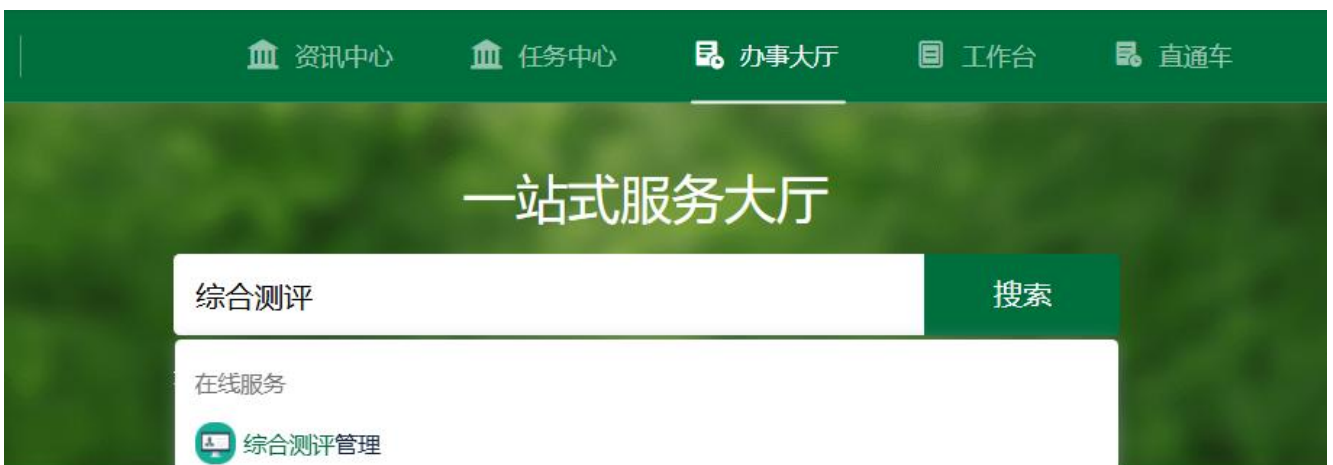 资讯中心 任务中心 办事大厅 工作台 直通车
一站式服务大厅
综合测评 搜索
在线服务
综合测评管理